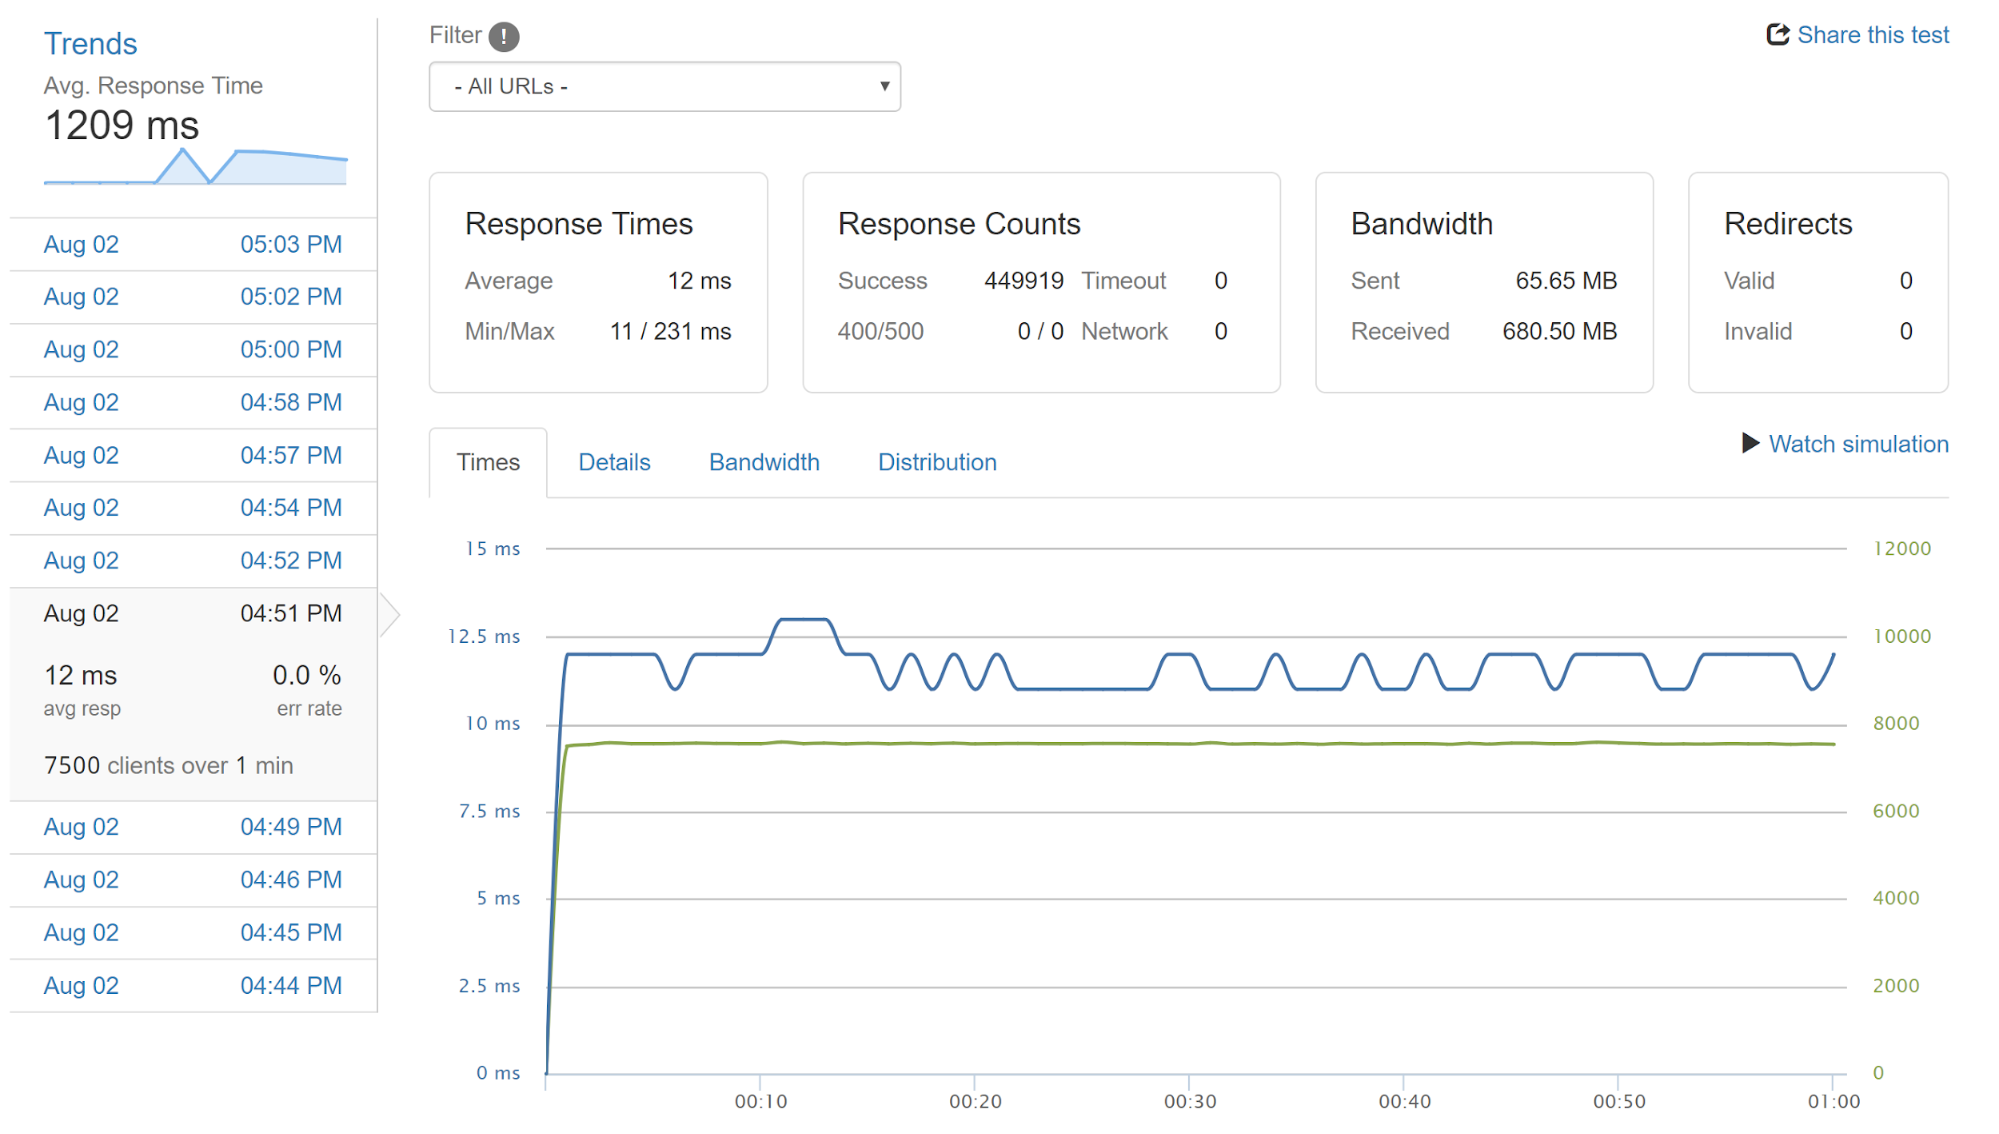 Trends
Avg. Response Time
1209 ms
Aug 02 05:03 PM
Aug 02 05:02 PM
Aug 02 05:00 PM
Aug 02 04:58 PM
Aug 02 04:57 PM
Aug 02 04:54 PM
Aug 02 04:52 PM
Aug 02 04:51 PM
12 ms 0.0 %
avg resp err rate
7500 clients over 1 min
Aug 02 04:49 PM
Aug 02 04:46 PM
Aug 02 04:45 PM
Aug 02 04:44 PM
Filter !
Share this test
- All URLs -
Response Times
Average 12 ms
Min/Max 11 / 231 ms
Response Counts
Success 449919 Timeout 0
400/500 0 / 0 Network 0
Bandwidth
Sent 65.65 MB
Received 680.50 MB
Redirects
Valid 0
Invalid 0
Watch simulation
Times Details Bandwidth Distribution
15 ms 12000
12.5 ms 10000
10 ms 8000
7.5 ms 6000
5 ms 4000
2.5 ms 2000
0 ms 0
00:10 00:20 00:30 00:40 00:50 01:00